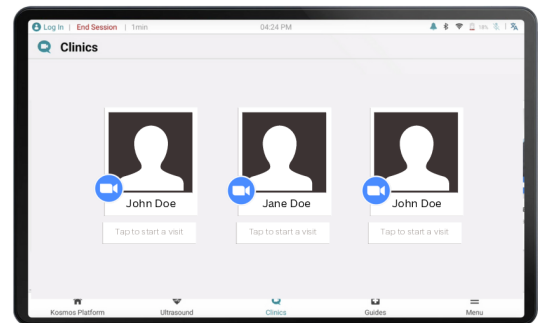 Log in | End Session | 1min 04:24 PM
Clinics
John Doe Jane Doe John Doe
Tap to start a visit Tap to start a visit Tap to start a visit
Kosmos Platform Ultrasound Clinics Guides Menu